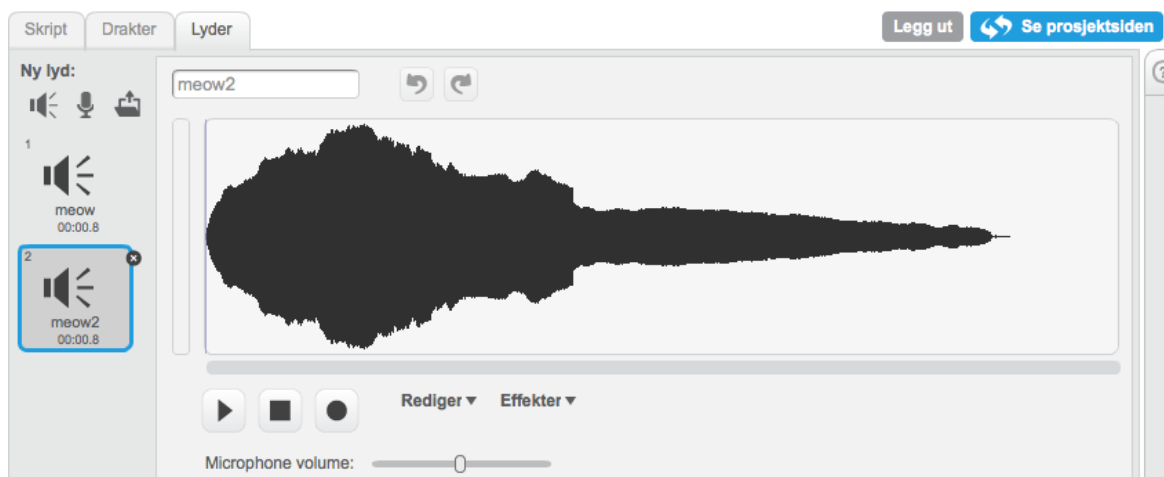 Skript Drakter Lyder Legg ut Se prosjektsiden
Ny lyd:
meow2
1
meow
00:00.8
2
meow2
00:00.8
Rediger Effekter
Microphone volume: